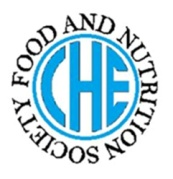 FOOD AND NUTRITION SOCIETY
CHE